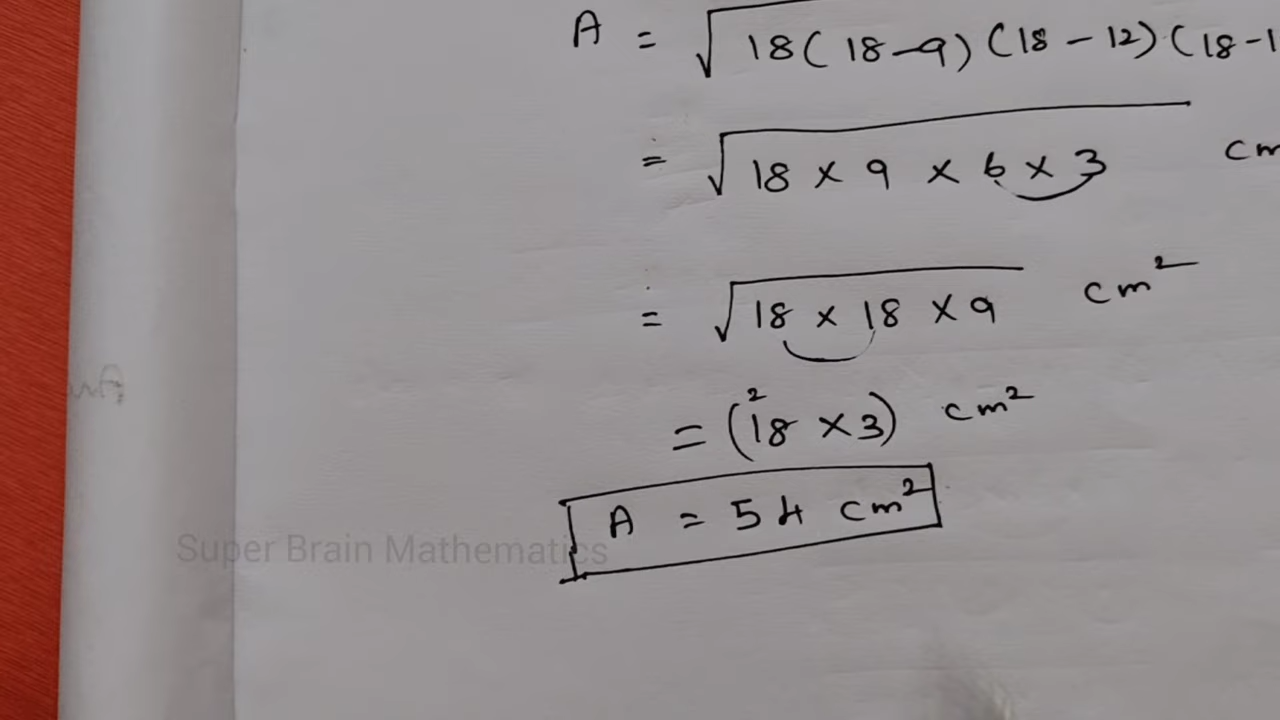 A = √18(18-9)(18-12)(18-1
= √18 × 9 × 6 × 3 cm
= √18 × 18 × 9 cm²
= (18 × 3) cm²
A = 54 cm²
Super Brain Mathematics